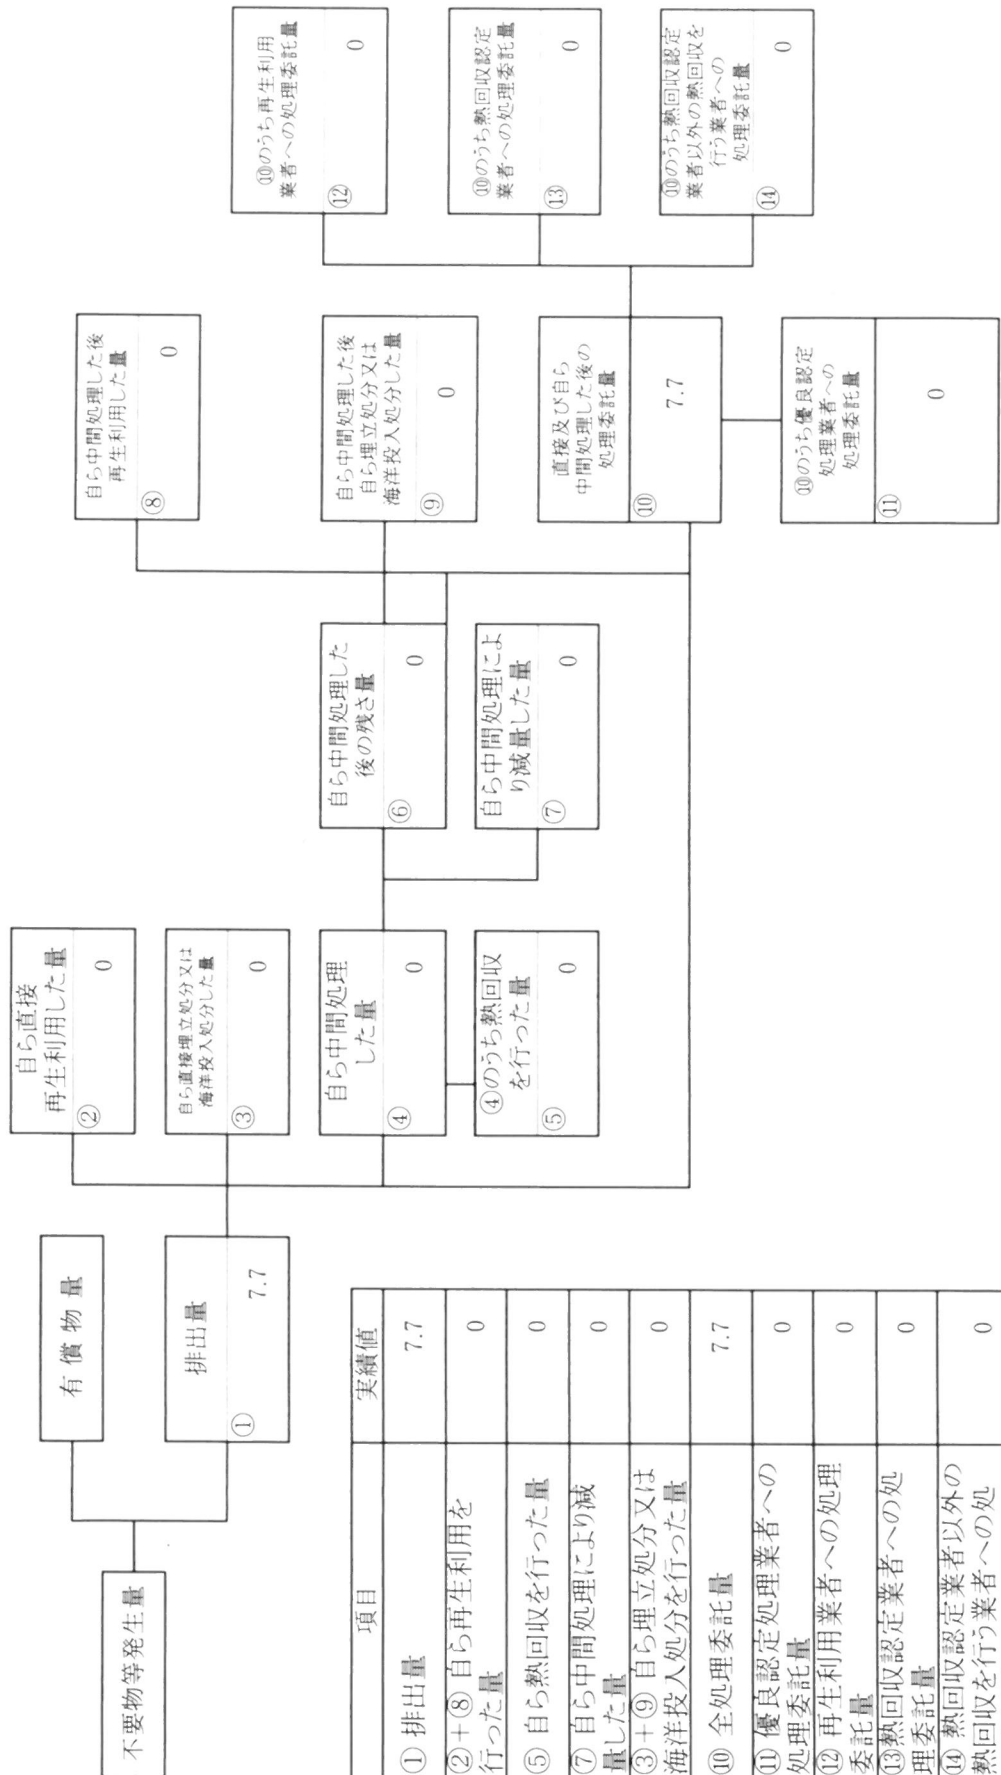 不要物等発生量
有償物量
排出量
① 7.7
自ら直接
再生利用した量
② 0
自ら直接埋立処分又は
海洋投入処分した量
③ 0
自ら中間処理
した量
④ 0
④のうち熱回収
を行った量
⑤ 0
自ら中間処理した
後の残さ量
⑥ 0
自ら中間処理によ
り減量した量
⑦ 0
自ら中間処理した後
再生利用した量
⑧ 0
自ら中間処理した後
自ら埋立処分又は
海洋投入処分した量
⑨ 0
直接及び自ら
中間処理した後の
処理委託量
⑩ 7.7
⑩のうち優良認定
処理業者への
処理委託量
⑪ 0
⑩のうち再生利用
業者への処理委託量
⑫ 0
⑩のうち熱回収認定
業者への処理委託量
⑬ 0
⑩のうち熱回収認定
業者以外の熱回収を
行う業者への
処理委託量
⑭ 0
項目 実績値
① 排出量 7.7
②+⑧ 自ら再生利用を
行った量 0
⑤ 自ら熱回収を行った量 0
⑦ 自ら中間処理により減
量した量 0
③+⑨ 自ら埋立処分又は
海洋投入処分を行った量 0
⑩ 全処理委託量 7.7
⑪ 優良認定処理業者への
処理委託量 0
⑫ 再生利用業者への処理
委託量 0
⑬熱回収認定業者への処
理委託量 0
⑭ 熱回収認定業者以外の
熱回収を行う業者への処 0